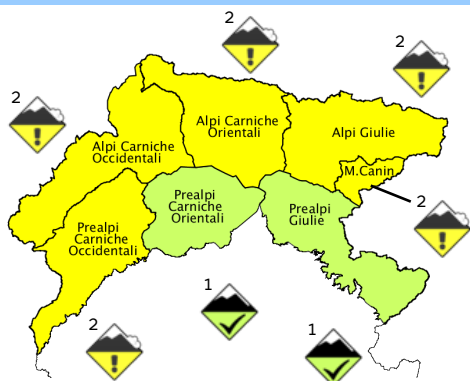 2
2
2
Alpi Carniche
Orientali
Alpi Giulie
Alpi Carniche
Occidentali
M.Canin
Prealpi
Carniche
Orientali
Prealpi
Giulie
2
Prealpi
Carniche
Occidentali
1
2
1